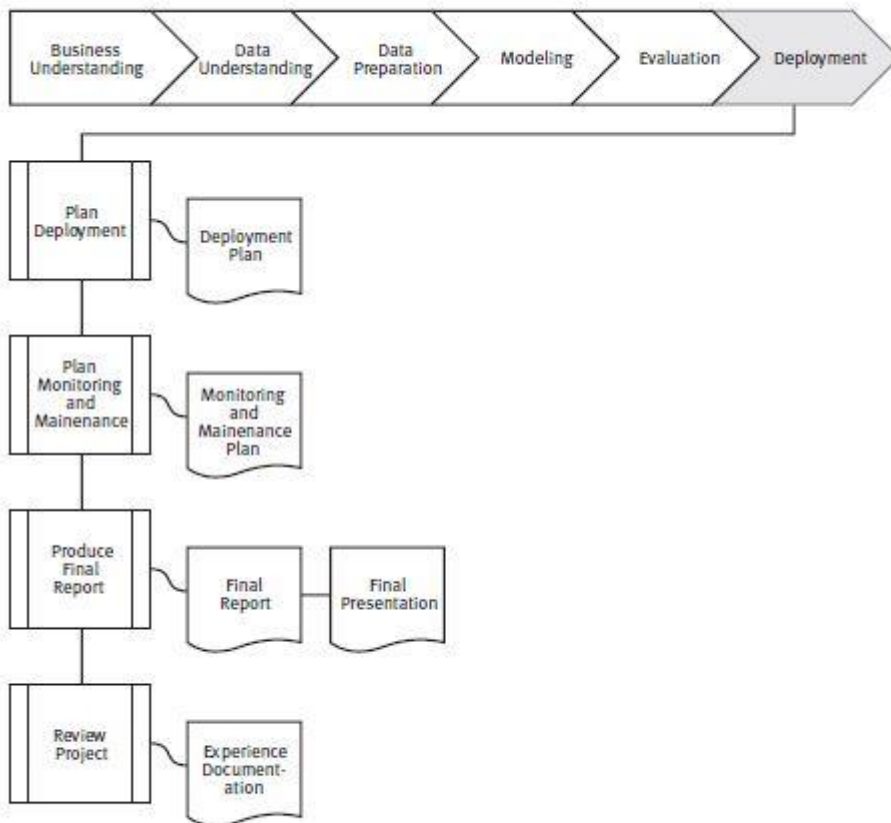 Business
Understanding
Data
Understanding
Data
Preparation
Modeling
Evaluation
Deployment
Plan
Deployment
Deployment
Plan
Plan
Monitoring
and
Mainenance
Monitoring
and
Mainenance
Plan
Produce
Final
Report
Final
Report
Final
Presentation
Review
Project
Experience
Document-
ation